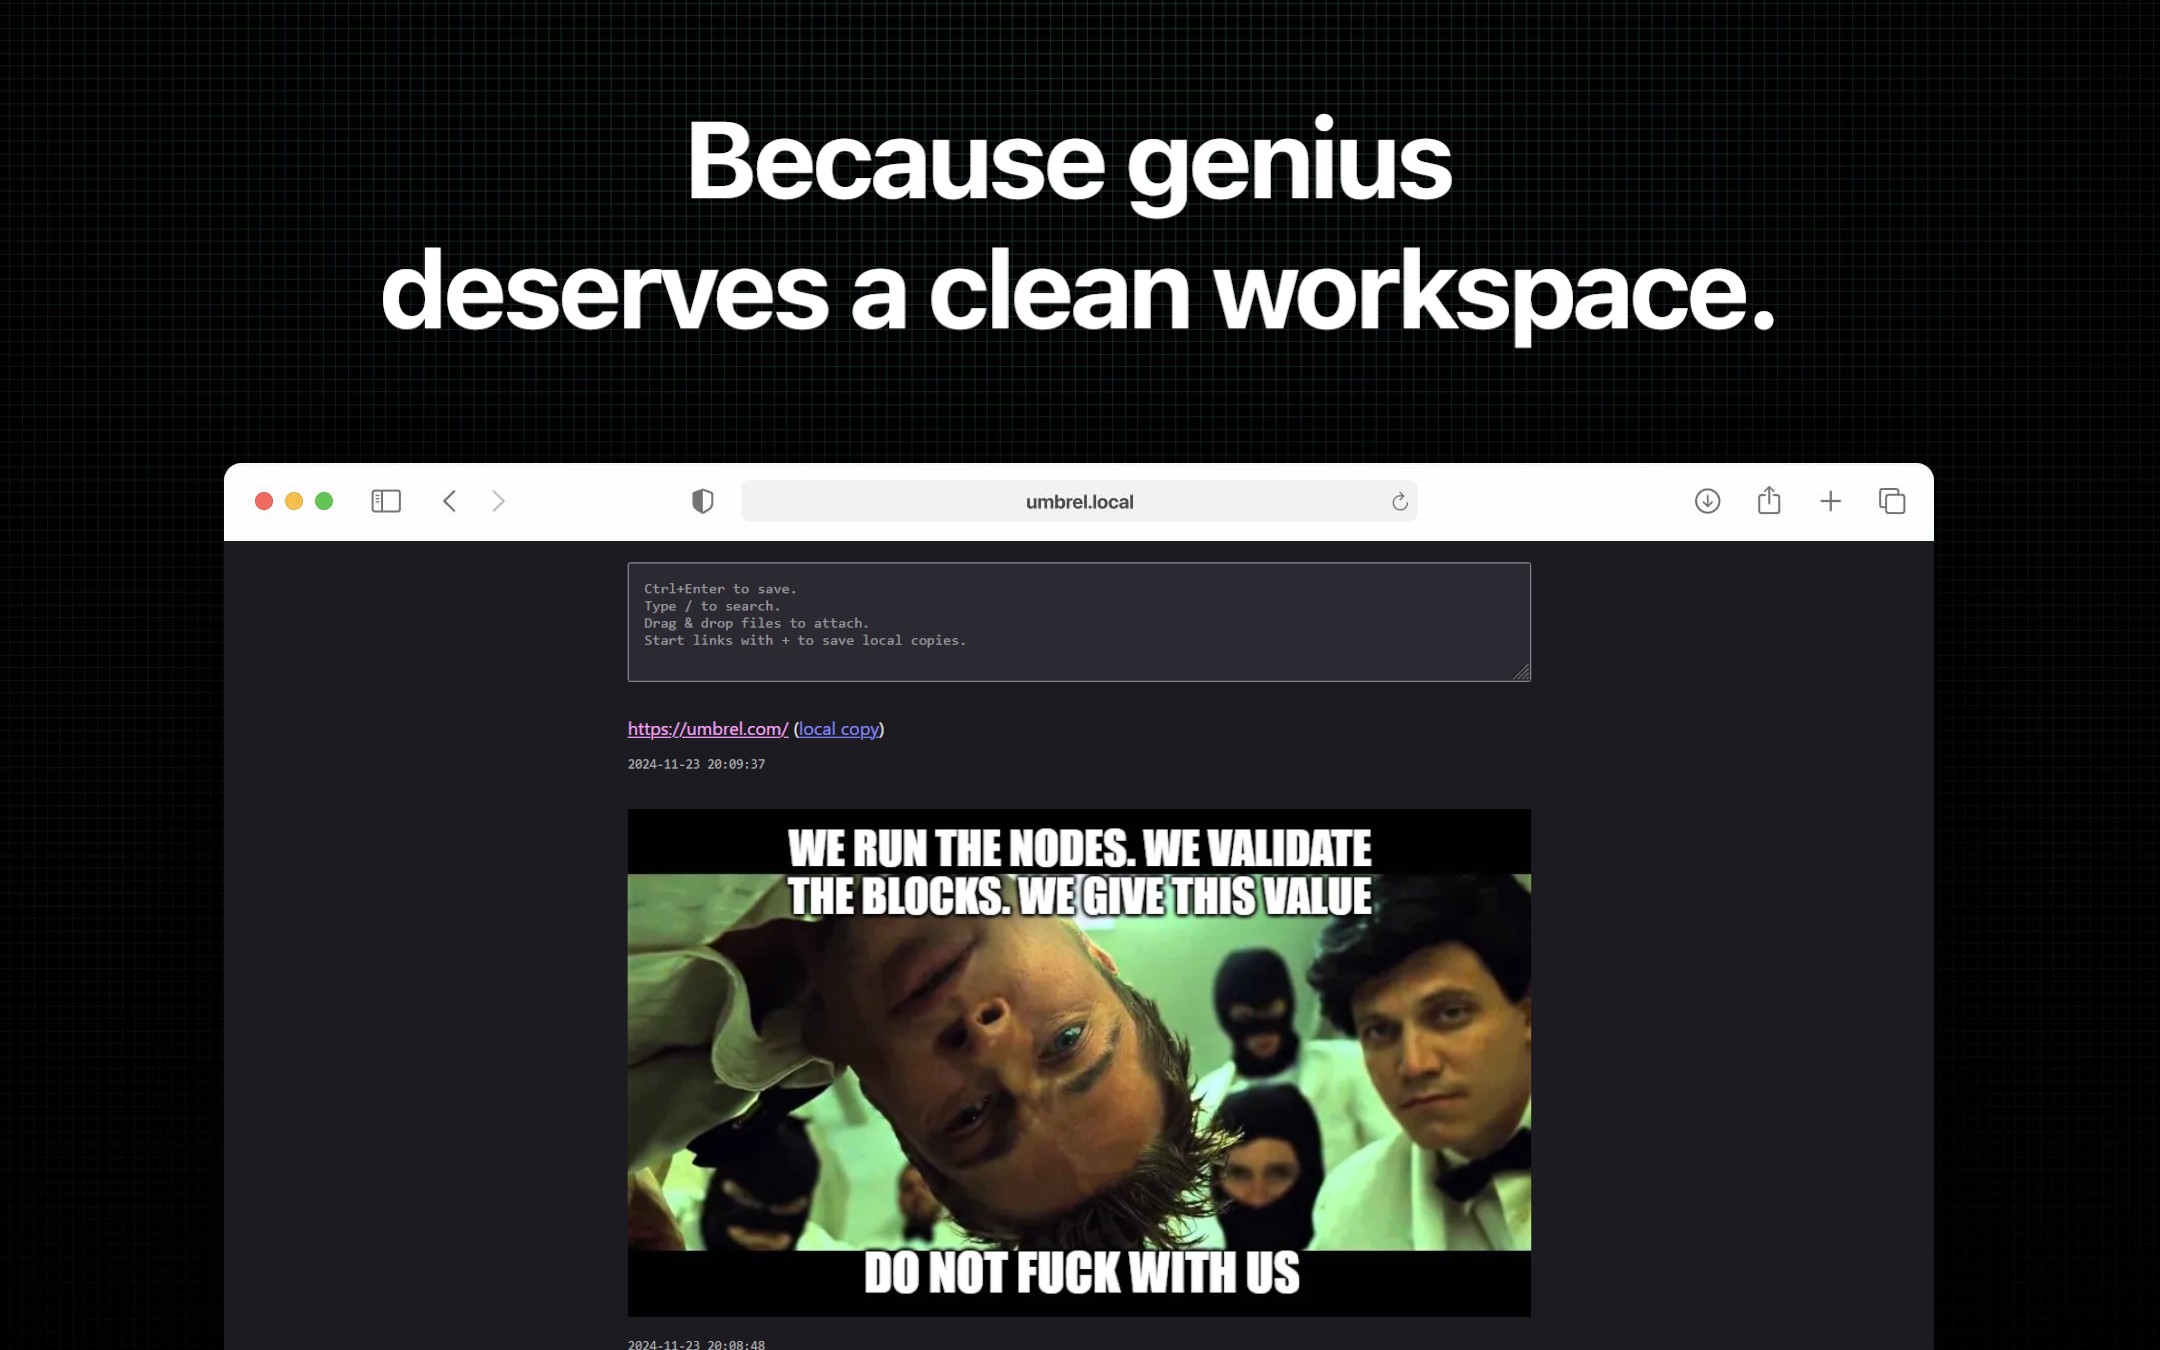 Because genius
deserves a clean workspace.
umbrel.local
Ctrl+Enter to save.
Type / to search.
Drag & drop files to attach.
Start links with + to save local copies.
https://umbrel.com/ (local copy)
2024-11-23 20:09:37
WE RUN THE NODES. WE VALIDATE
THE BLOCKS. WE GIVE THIS VALUE
DO NOT FUCK WITH US
2024-11-23 20:08:48